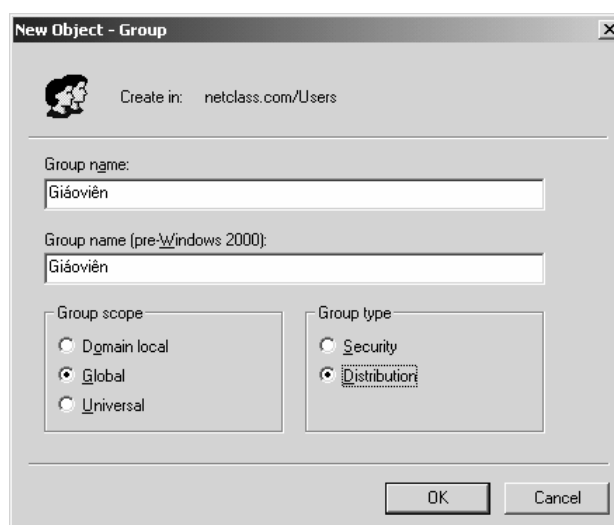 New Object - Group
Create in: netclass.com/Users
Group name:
Giáoviên
Group name (pre-Windows 2000):
Giáoviên
Group scope
Domain local
Global
Universal
Group type
Security
Distribution
OK
Cancel